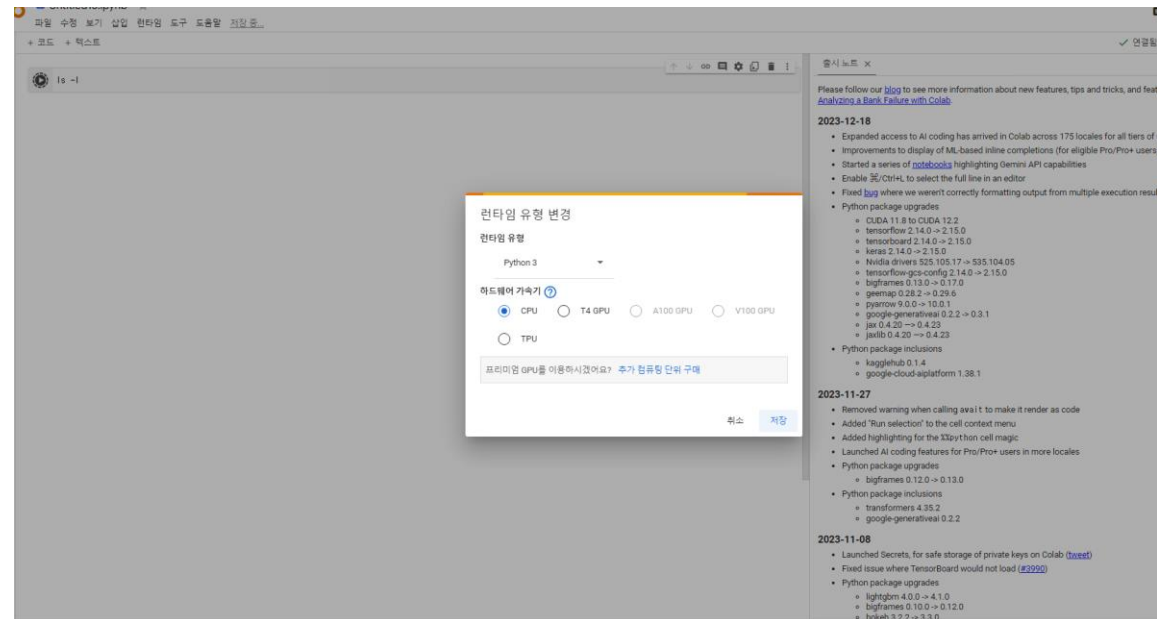 파일 수정 보기 삽입 런타임 도구 도움말 저장 중...
+ 코드 + 텍스트
연결됨
ls -l
출시 노트 ×
Please follow our blog to see more information about new features, tips and tricks, and
Analyzing a Bank Failure with Colab.
2023-12-18
Expanded access to AI coding has arrived in Colab across 175 locales for all tiers of
Improvements to display of ML-based inline completions (for eligible Pro/Pro+ users
Started a series of notebooks highlighting Gemini API capabilities
Enable ⌘/Ctrl+L to select the full line in an editor
Fixed bug where we weren't correctly formatting output from multiple execution
Python package upgrades
CUDA 11.8 to CUDA 12.2
tensorflow 2.14.0 -> 2.15.0
tensorboard 2.14.0 -> 2.15.0
keras 2.14.0 -> 2.15.0
Nvidia drivers 525.105.17 -> 535.104.05
tensorflow-gcs-config 2.14.0 -> 2.15.0
bigframes 0.13.0 -> 0.17.0
geemap 0.28.2 -> 0.29.6
pyarrow 9.0.0 -> 10.0.1
google-generativeai 0.2.2 -> 0.3.1
jax 0.4.20 —> 0.4.23
jaxlib 0.4.20 —> 0.4.23
Python package inclusions
kagglehub 0.1.4
google-cloud-aiplatform 1.38.1
2023-11-27
Removed warning when calling await to make it render as code
Added "Run selection" to the cell context menu
Added highlighting for the %%python cell magic
Launched AI coding features for Pro/Pro+ users in more locales
Python package upgrades
bigframes 0.12.0 -> 0.13.0
Python package inclusions
transformers 4.35.2
google-generativeai 0.2.2
2023-11-08
Launched Secrets, for safe storage of private keys on Colab (tweet)
Fixed issue where TensorBoard would not load (#3990)
Python package upgrades
lightgbm 4.0.0 -> 4.1.0
bigframes 0.10.0 -> 0.12.0
bokeh 3.2.2 -> 3.3.0
런타임 유형 변경
런타임 유형
Python 3
하드웨어 가속기 ?
CPU T4 GPU A100 GPU V100 GPU
TPU
프리미엄 GPU를 이용하시겠어요? 추가 컴퓨팅 단위 구매
취소 저장